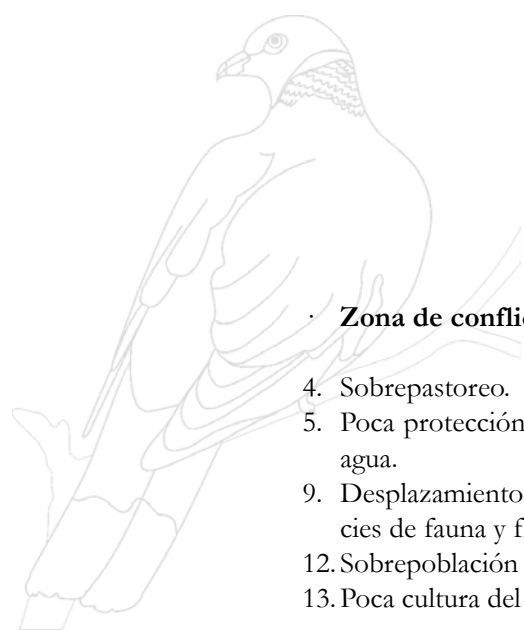 · Zona de
4. Sobrepastoreo.
5. Poca protección
agua.
9. Desplazamiento
cies de fauna y
12. Sobrepoblación
13. Poca cultura del